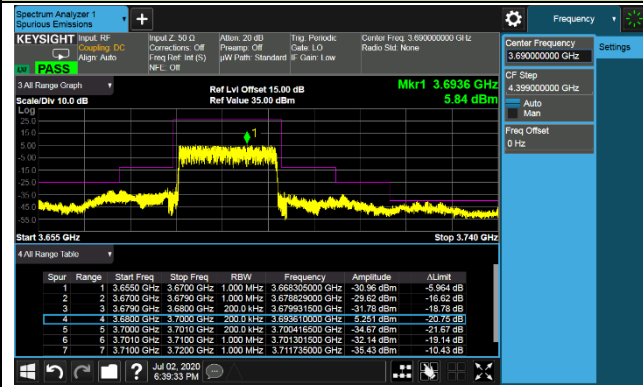 Spectrum Analyzer 1
Spurious Emissions
Frequency
KEYSIGHT Input: RF Input Z: 50 Ω Atten: 20 dB Trig: Periodic Center Freq: 3.690000000 GHz
Coupling: DC Corrections: Off Preamp: Off Gate: LO Radio Std: None
Align: Auto Freq Ref: Int (S) µW Path: Standard IF Gain: Low
NFE: Off
PASS
Center Frequency
3.690000000 GHz
Settings
CF Step
4.399000000 GHz
Auto
Man
Freq Offset
0 Hz
3 All Range Graph
Ref Lvl Offset 15.00 dB
Mkr1 3.6936 GHz
Scale/Div 10.0 dB
Ref Value 35.00 dBm
5.84 dBm
Log
25.0
15.0
5.00
-5.00
-15.0
-25.0
-35.0
-45.0
-55.0
1
Start 3.655 GHz
Stop 3.740 GHz
4 All Range Table
Spur Range Start Freq Stop Freq RBW Frequency Amplitude ΔLimit
1 1 3.6550 GHz 3.6700 GHz 1.000 MHz 3.668305000 GHz -30.96 dBm -5.964 dB
2 2 3.6700 GHz 3.6790 GHz 1.000 MHz 3.678829000 GHz -29.62 dBm -16.62 dB
3 3 3.6790 GHz 3.6800 GHz 200.0 kHz 3.679931500 GHz -31.78 dBm -18.78 dB
4 4 3.6800 GHz 3.7000 GHz 200.0 kHz 3.693610000 GHz 5.251 dBm -20.75 dB
5 5 3.7000 GHz 3.7010 GHz 200.0 kHz 3.700416500 GHz -34.67 dBm -21.67 dB
6 6 3.7010 GHz 3.7100 GHz 1.000 MHz 3.701301500 GHz -32.14 dBm -19.14 dB
7 7 3.7100 GHz 3.7200 GHz 1.000 MHz 3.711735000 GHz -35.43 dBm -10.43 dB
Jul 02, 2020
6:39:33 PM